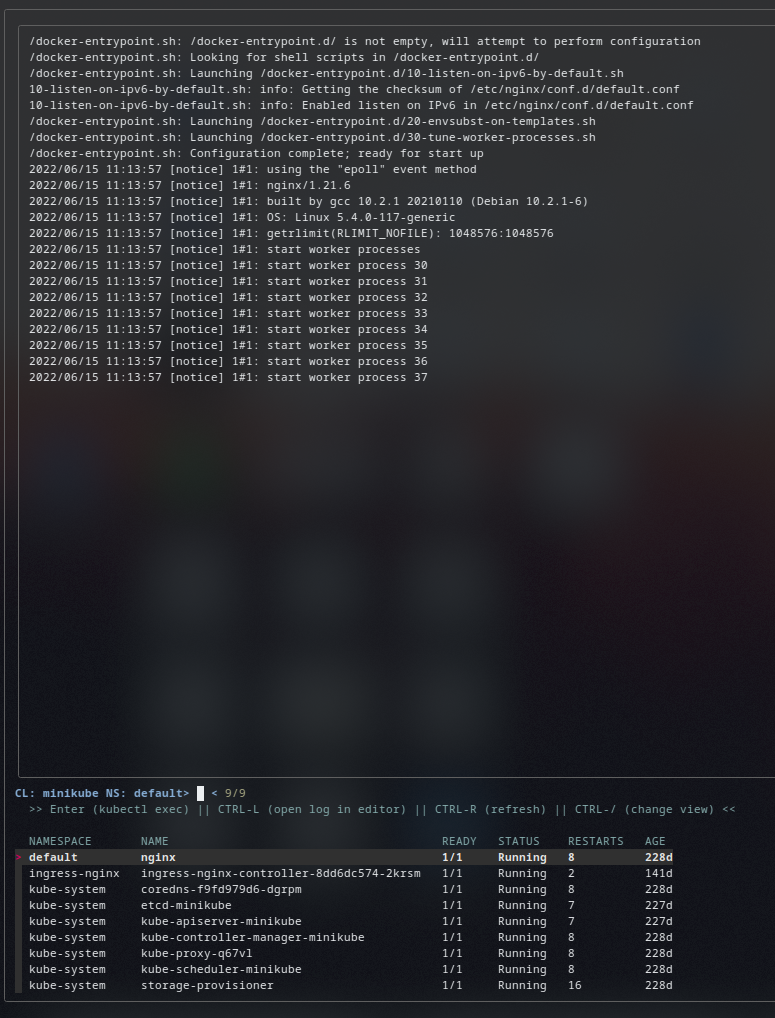 /docker-entrypoint.sh: /docker-entrypoint.d/ is not empty, will attempt to perform configuration
/docker-entrypoint.sh: Looking for shell scripts in /docker-entrypoint.d/
/docker-entrypoint.sh: Launching /docker-entrypoint.d/10-listen-on-ipv6-by-default.sh
10-listen-on-ipv6-by-default.sh: info: Getting the checksum of /etc/nginx/conf.d/default.conf
10-listen-on-ipv6-by-default.sh: info: Enabled listen on IPv6 in /etc/nginx/conf.d/default.conf
/docker-entrypoint.sh: Launching /docker-entrypoint.d/20-envsubst-on-templates.sh
/docker-entrypoint.sh: Launching /docker-entrypoint.d/30-tune-worker-processes.sh
/docker-entrypoint.sh: Configuration complete; ready for start up
2022/06/15 11:13:57 [notice] 1#1: using the "epoll" event method
2022/06/15 11:13:57 [notice] 1#1: nginx/1.21.6
2022/06/15 11:13:57 [notice] 1#1: built by gcc 10.2.1 20210110 (Debian 10.2.1-6)
2022/06/15 11:13:57 [notice] 1#1: OS: Linux 5.4.0-117-generic
2022/06/15 11:13:57 [notice] 1#1: getrlimit(RLIMIT_NOFILE): 1048576:1048576
2022/06/15 11:13:57 [notice] 1#1: start worker processes
2022/06/15 11:13:57 [notice] 1#1: start worker process 30
2022/06/15 11:13:57 [notice] 1#1: start worker process 31
2022/06/15 11:13:57 [notice] 1#1: start worker process 32
2022/06/15 11:13:57 [notice] 1#1: start worker process 33
2022/06/15 11:13:57 [notice] 1#1: start worker process 34
2022/06/15 11:13:57 [notice] 1#1: start worker process 35
2022/06/15 11:13:57 [notice] 1#1: start worker process 36
2022/06/15 11:13:57 [notice] 1#1: start worker process 37
CL: minikube NS: default> < 9/9
>> Enter (kubectl exec) || CTRL-L (open log in editor) || CTRL-R (refresh) || CTRL-/ (change view) <<
NAMESPACE NAME READY STATUS RESTARTS AGE
> default nginx 1/1 Running 8 228d
ingress-nginx ingress-nginx-controller-8dd6dc574-2krsm 1/1 Running 2 141d
kube-system coredns-f9fd979d6-dgrpm 1/1 Running 8 228d
kube-system etcd-minikube 1/1 Running 7 227d
kube-system kube-apiserver-minikube 1/1 Running 7 227d
kube-system kube-controller-manager-minikube 1/1 Running 8 228d
kube-system kube-proxy-q67vl 1/1 Running 8 228d
kube-system kube-scheduler-minikube 1/1 Running 8 228d
kube-system storage-provisioner 1/1 Running 16 228d